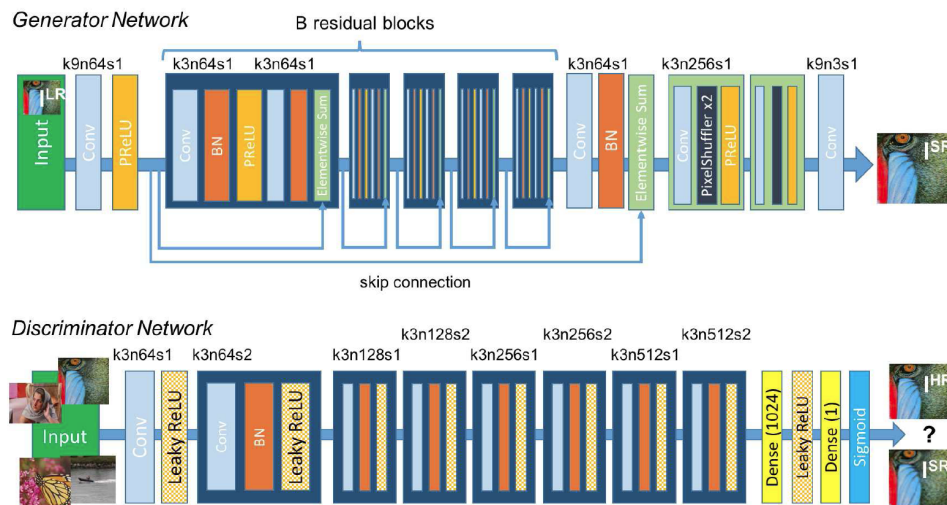 Generator Network
B residual blocks
k9n64s1
k3n64s1
k3n64s1
k3n64s1
k3n256s1
k9n3s1
I LR
Input
Conv
PReLU
Conv
BN
PReLU
Elementwise Sum
Conv
BN
Elementwise Sum
Conv
PixelShuffler x2
PReLU
Conv
I SR
skip connection
Discriminator Network
k3n64s1
k3n64s2
k3n128s1
k3n128s2
k3n256s1
k3n256s2
k3n512s1
k3n512s2
Input
Conv
Leaky ReLU
Conv
BN
Leaky ReLU
Dense (1024)
Leaky ReLU
Dense (1)
Sigmoid
I HR
?
I SR